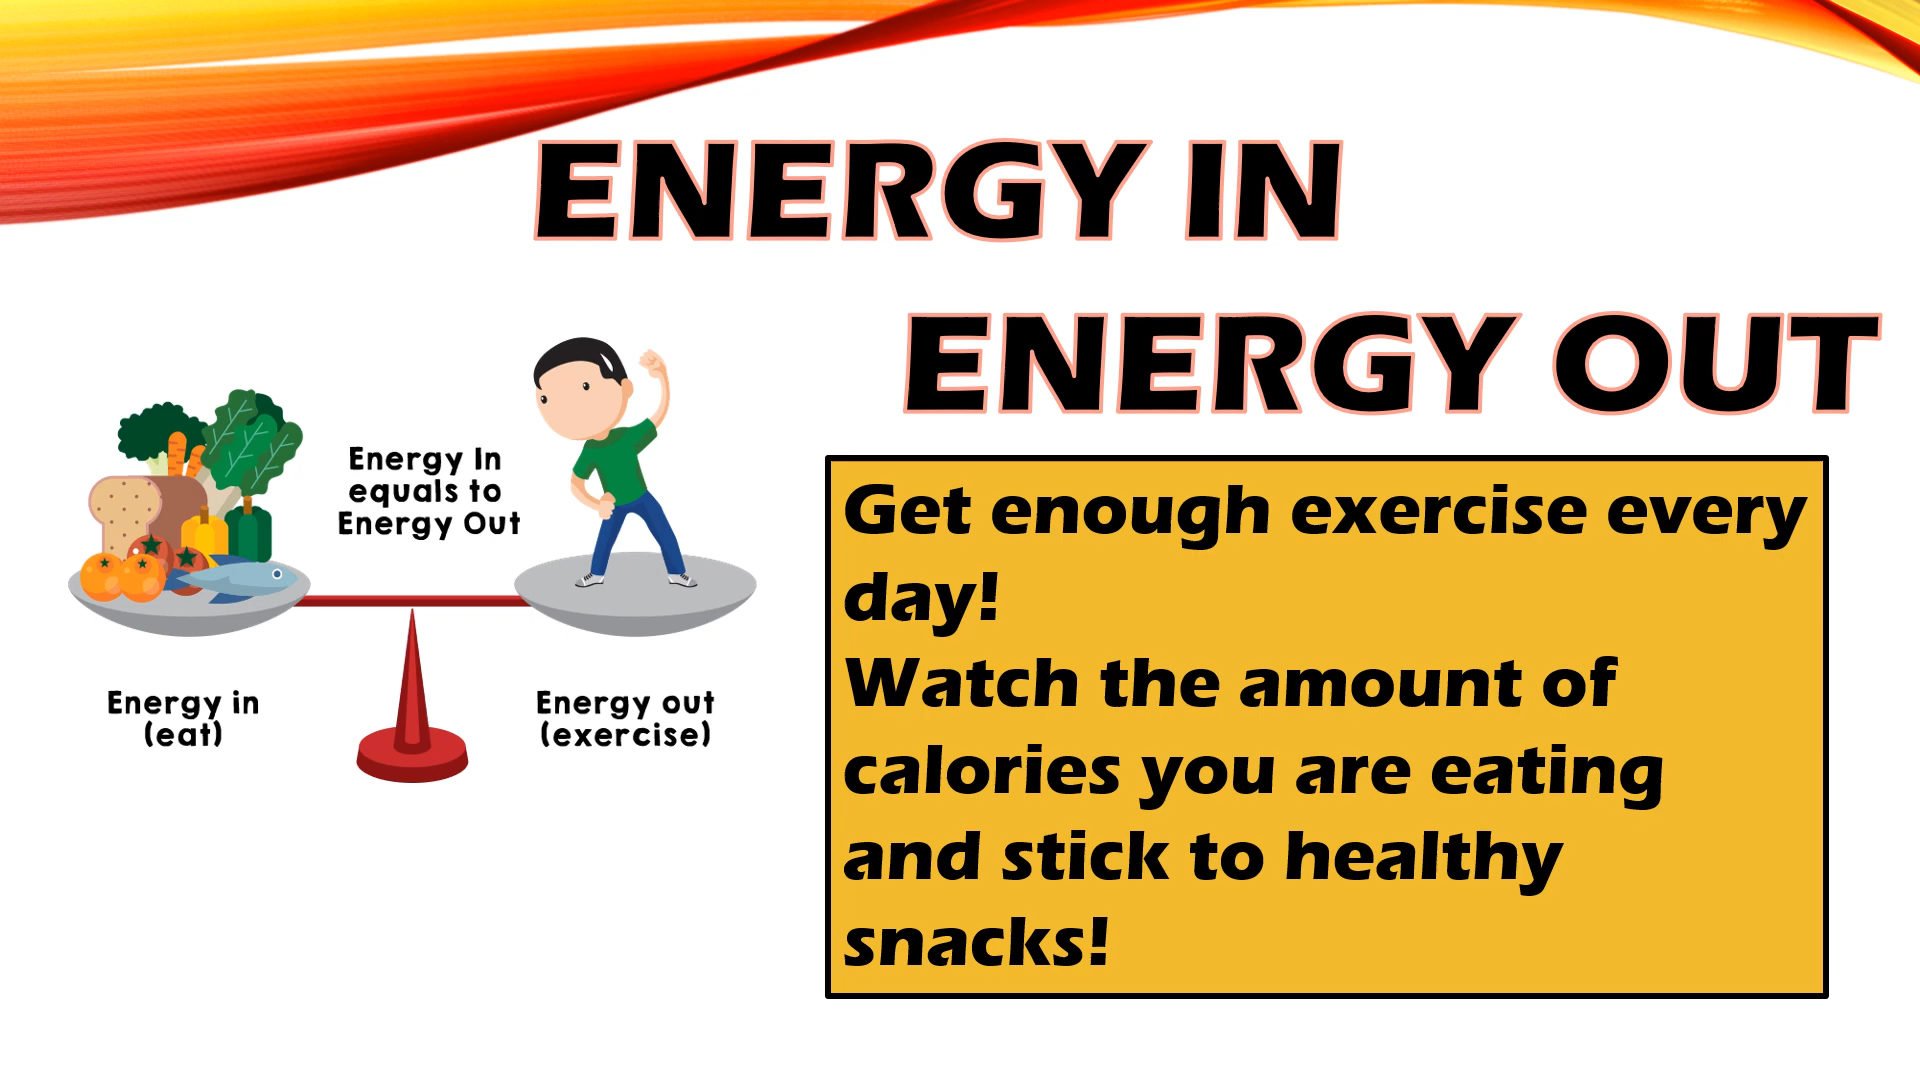 ENERGY IN
ENERGY OUT
Energy In
equals to
Energy Out
Energy in
(eat)
Energy out
(exercise)
Get enough exercise every
day!
Watch the amount of
calories you are eating
and stick to healthy
snacks!